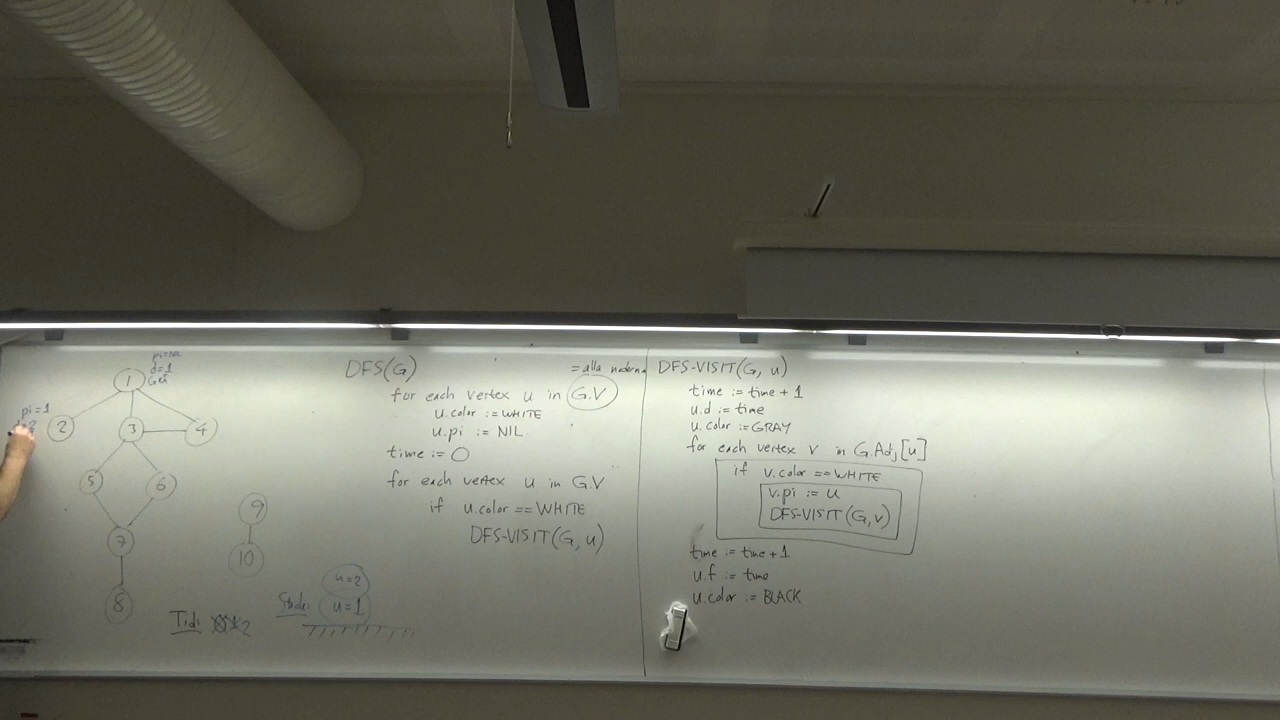 pi=NIL
d=1
Grå
1
pi=1
d=2
2
3
4
5
6
7
8
9
10
Tid: 2
Stack:
u=2
u=1
DFS(G)
= alla noderna
for each vertex u in G.V
u.color := WHITE
u.pi := NIL
time := 0
for each vertex u in G.V
if u.color == WHITE
DFS-VISIT(G, u)
DFS-VISIT(G, u)
time := time + 1
u.d := time
u.color := GRAY
for each vertex v in G.Adj[u]
if v.color == WHITE
v.pi := u
DFS-VISIT(G, v)
time := time + 1
u.f := time
u.color := BLACK